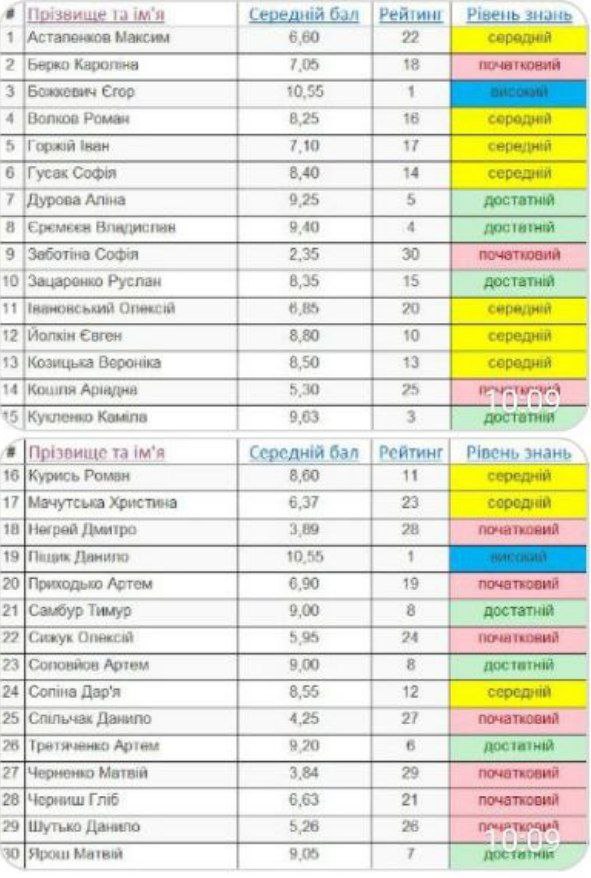 # Прізвище та ім'я Середній бал Рейтинг Рівень знань
1 Астапенков Максим 6,60 22 середній
2 Берко Кароліна 7,05 18 початковий
3 Божкевич Єгор 10,55 1 високий
4 Волков Роман 8,25 16 середній
5 Горжій Іван 7,10 17 середній
6 Гусак Софія 8,40 14 середній
7 Дурова Аліна 9,25 5 достатній
8 Єремєєв Владислав 9,40 4 достатній
9 Заботіна Софія 2,35 30 початковий
10 Зацаренко Руслан 8,35 15 достатній
11 Івановський Олексій 6,85 20 середній
12 Йолкін Євген 8,80 10 середній
13 Козицька Вероніка 8,50 13 середній
14 Кошля Аріадна 5,30 25 початковий
10:09
15 Кукленко Каміла 9,63 3 достатній
# Прізвище та ім'я Середній бал Рейтинг Рівень знань
16 Курись Роман 8,60 11 середній
17 Мачутська Христина 6,37 23 середній
18 Негрей Дмитро 3,89 28 початковий
19 Піщик Данило 10,55 1 високий
20 Приходько Артем 6,90 19 початковий
21 Самбур Тимур 9,00 8 достатній
22 Сижук Олексій 5,95 24 початковий
23 Соловйов Артем 9,00 8 достатній
24 Сопіна Дар'я 8,55 12 середній
25 Спільчак Данило 4,25 27 початковий
26 Третяченко Артем 9,20 6 достатній
27 Черненко Матвій 3,84 29 початковий
28 Черниш Гліб 6,63 21 початковий
29 Шутько Данило 5,26 26 початковий
10:09
30 Ярош Матвій 9,05 7 достатній